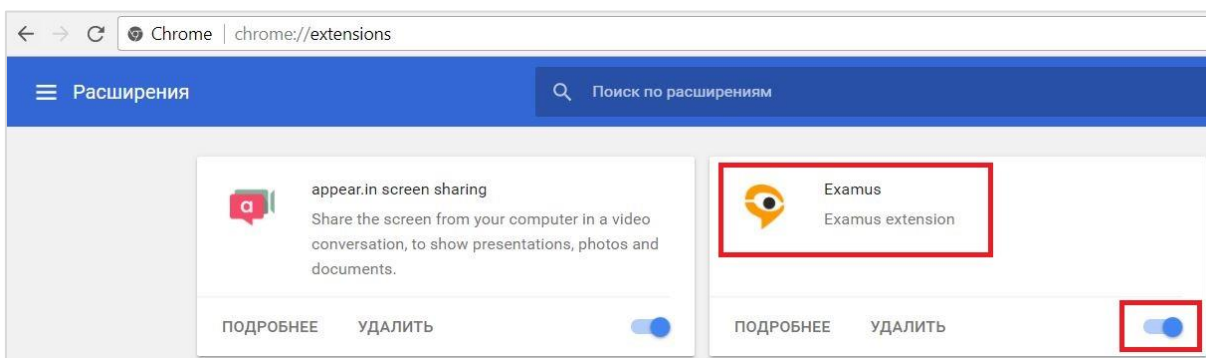 Chrome | chrome://extensions
Расширения
Поиск по расширениям
appear.in screen sharing
Share the screen from your computer in a video
conversation, to show presentations, photos and
documents.
ПОДРОБНЕЕ УДАЛИТЬ
Examus
Examus extension
ПОДРОБНЕЕ УДАЛИТЬ